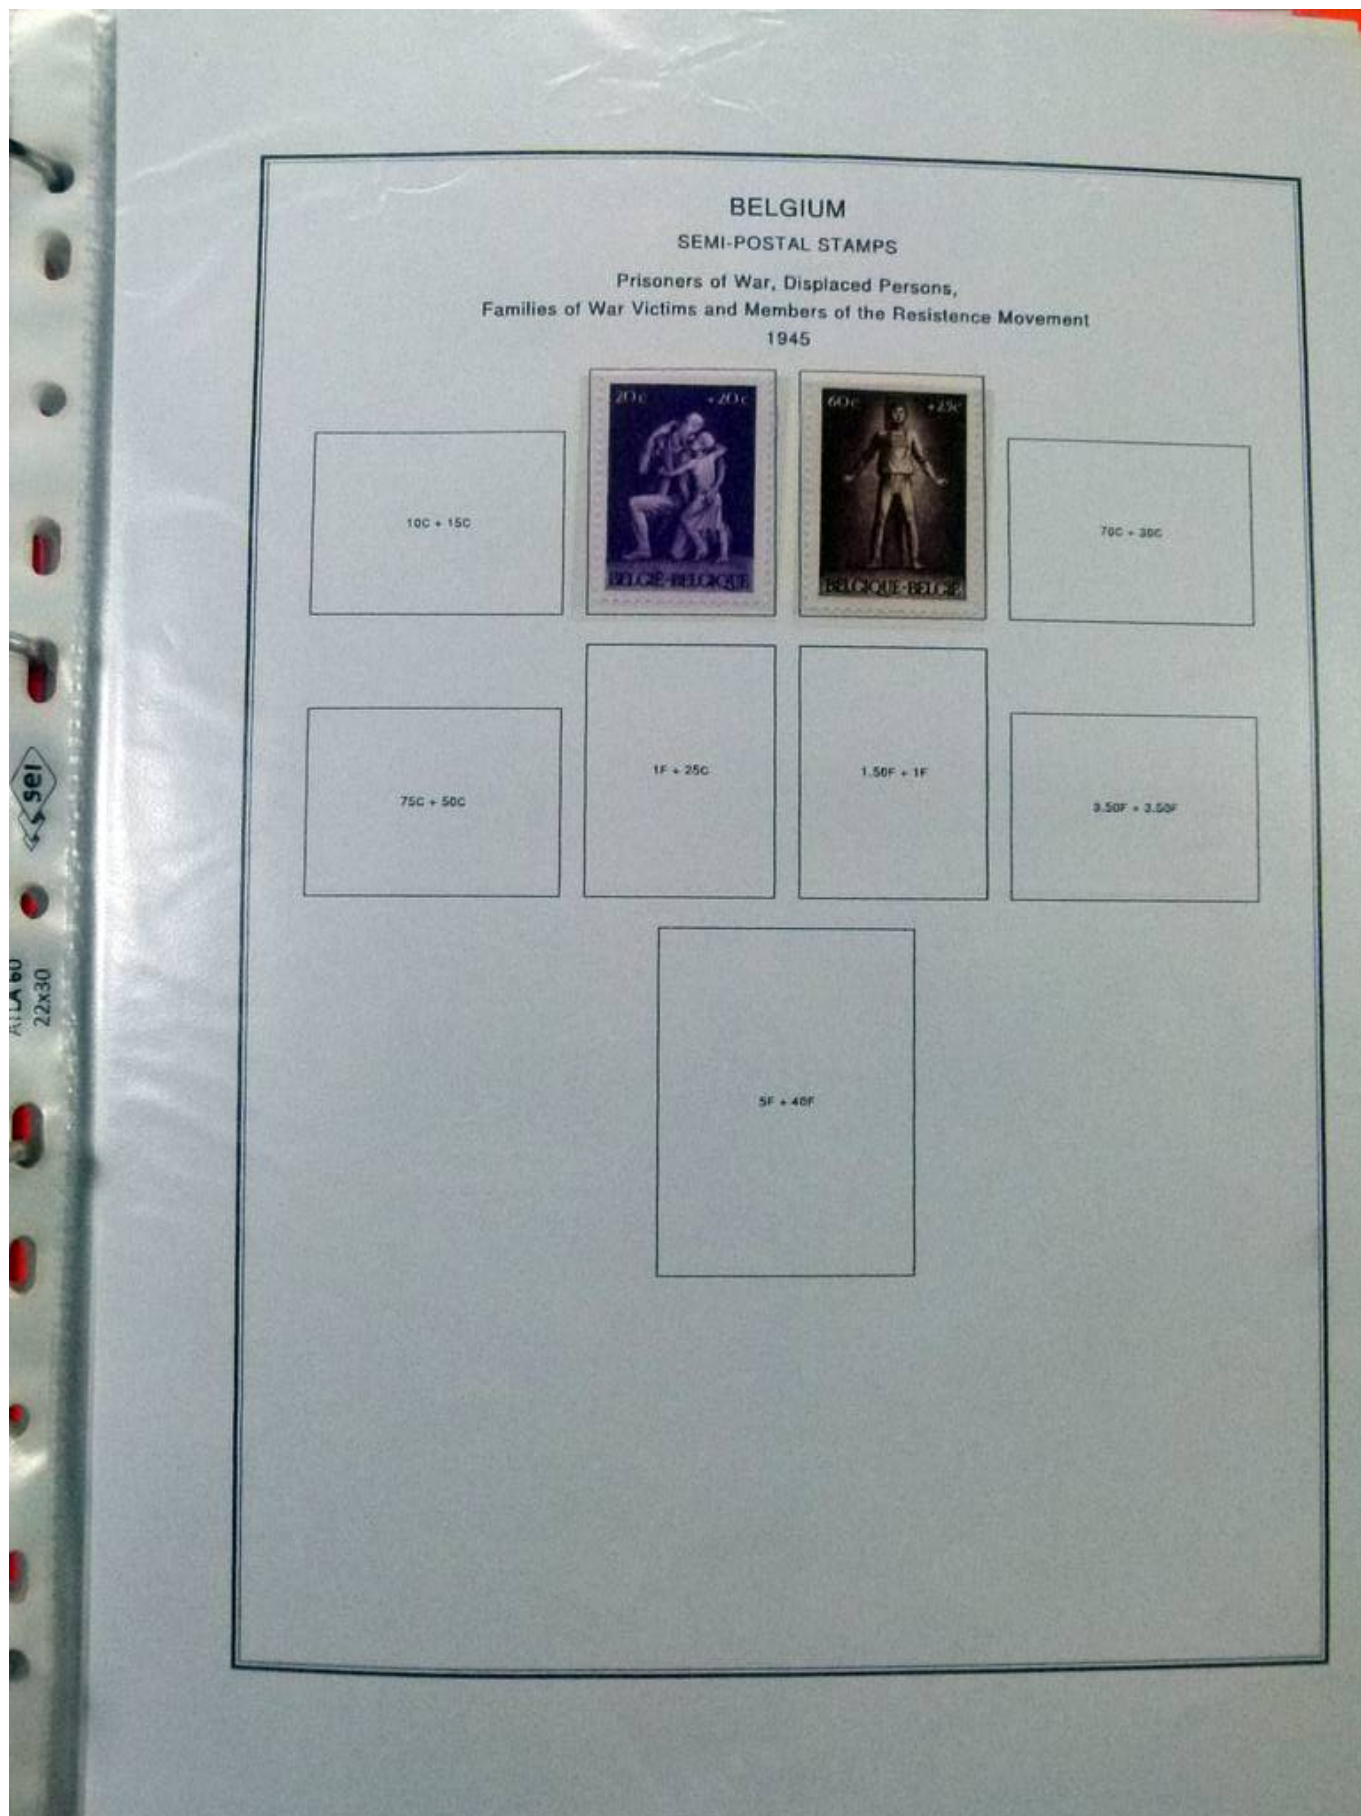 BELGIUM
SEMI-POSTAL STAMPS
Prisoners of War, Displaced Persons,
Families of War Victims and Members of the Resistence Movement
1945
20c +20c
BELGIË-BELGIQUE
60c +25c
BELGIQUE-BELGIË
10C + 15C
70C + 30C
75C + 50C
1F + 25C
1.50F + 1F
3.50F + 3.50F
5F + 40F
sei
22x30